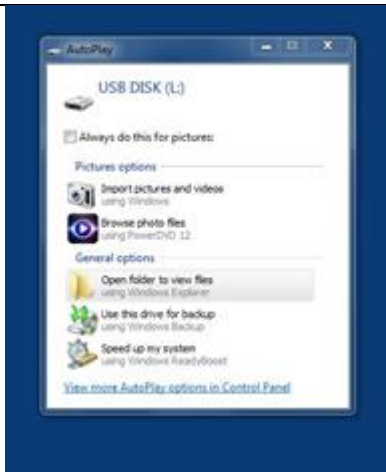 AutoPlay
USB DISK (L:)
Always do this for pictures:
Pictures options
Import pictures and videos
using Windows
Browse photo files
using PowerDVD 12
General options
Open folder to view files
using Windows Explorer
Use this drive for backup
using Windows Backup
Speed up my system
using Windows ReadyBoost
View more AutoPlay options in Control Panel